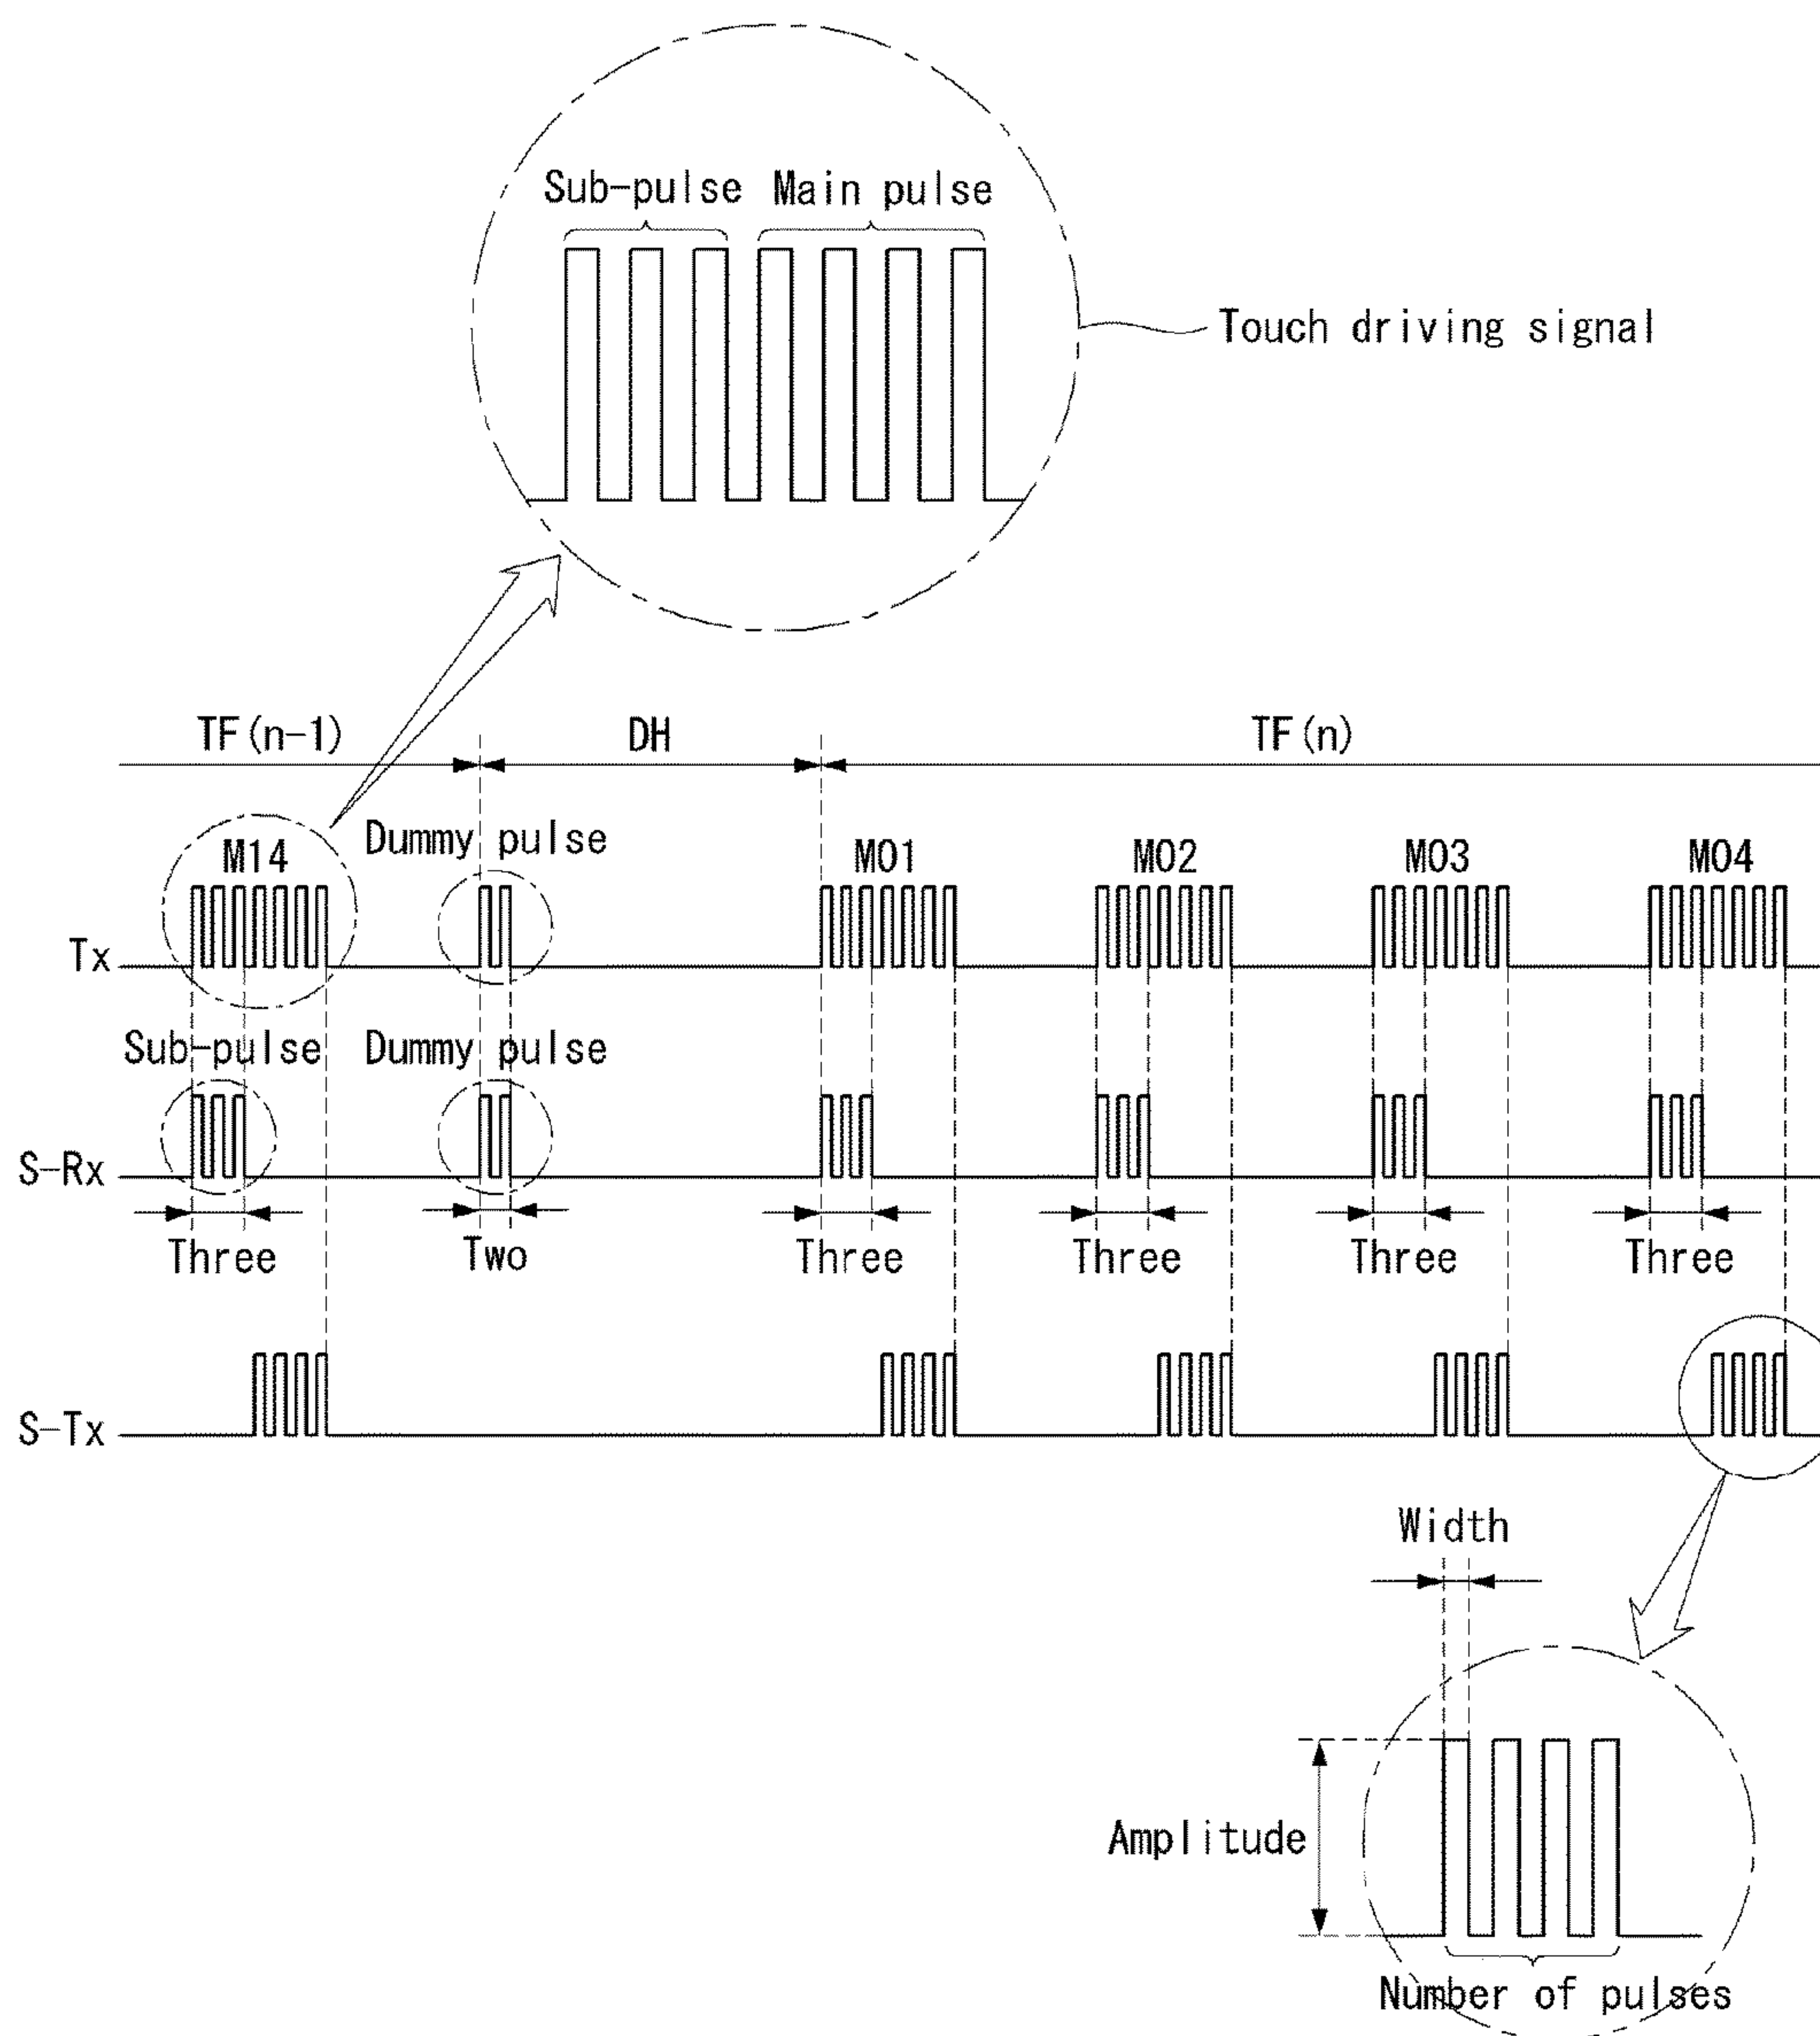 Sub-pulse Main pulse
Touch driving signal
TF(n-1) DH TF(n)
Dummy pulse
M14 M01 M02 M03 M04
Tx
Sub-pulse Dummy pulse
S-Rx
Three Two Three Three Three Three
S-Tx
Width
Amplitude
Number of pulses